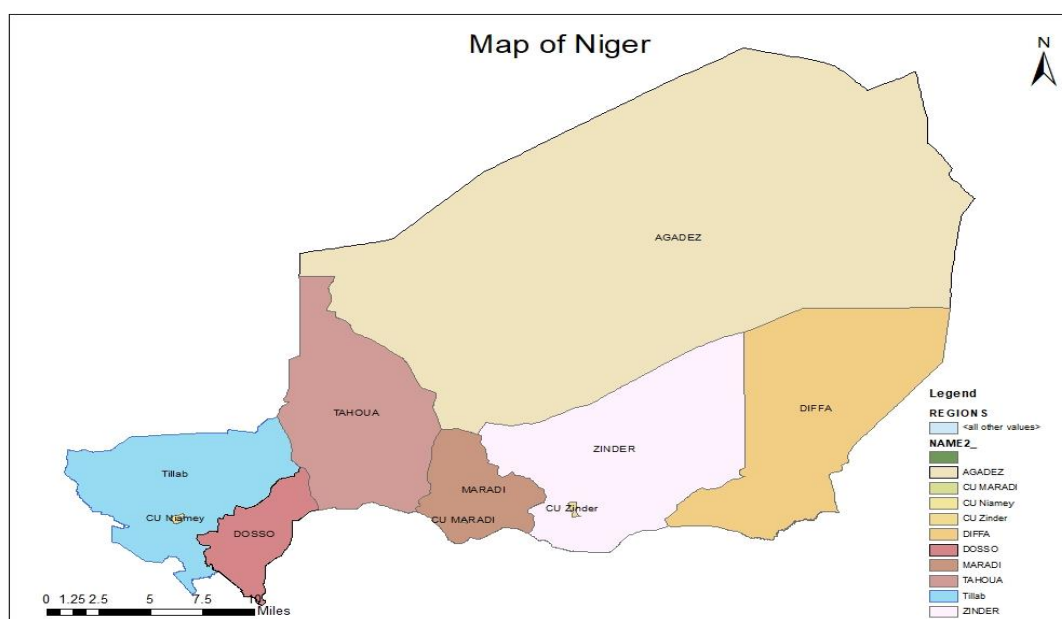 Map of Niger
N
AGADEZ
TAHOUA
DIFFA
ZINDER
Tillab
MARADI
CU Zinder
CU Niamey
CU MARADI
DOSSO
0 1.25 2.5 5 7.5 10
Miles
Legend
REGIONS
<all other values>
NAME2_
AGADEZ
CU MARADI
CU Niamey
CU Zinder
DIFFA
DOSSO
MARADI
TAHOUA
Tillab
ZINDER